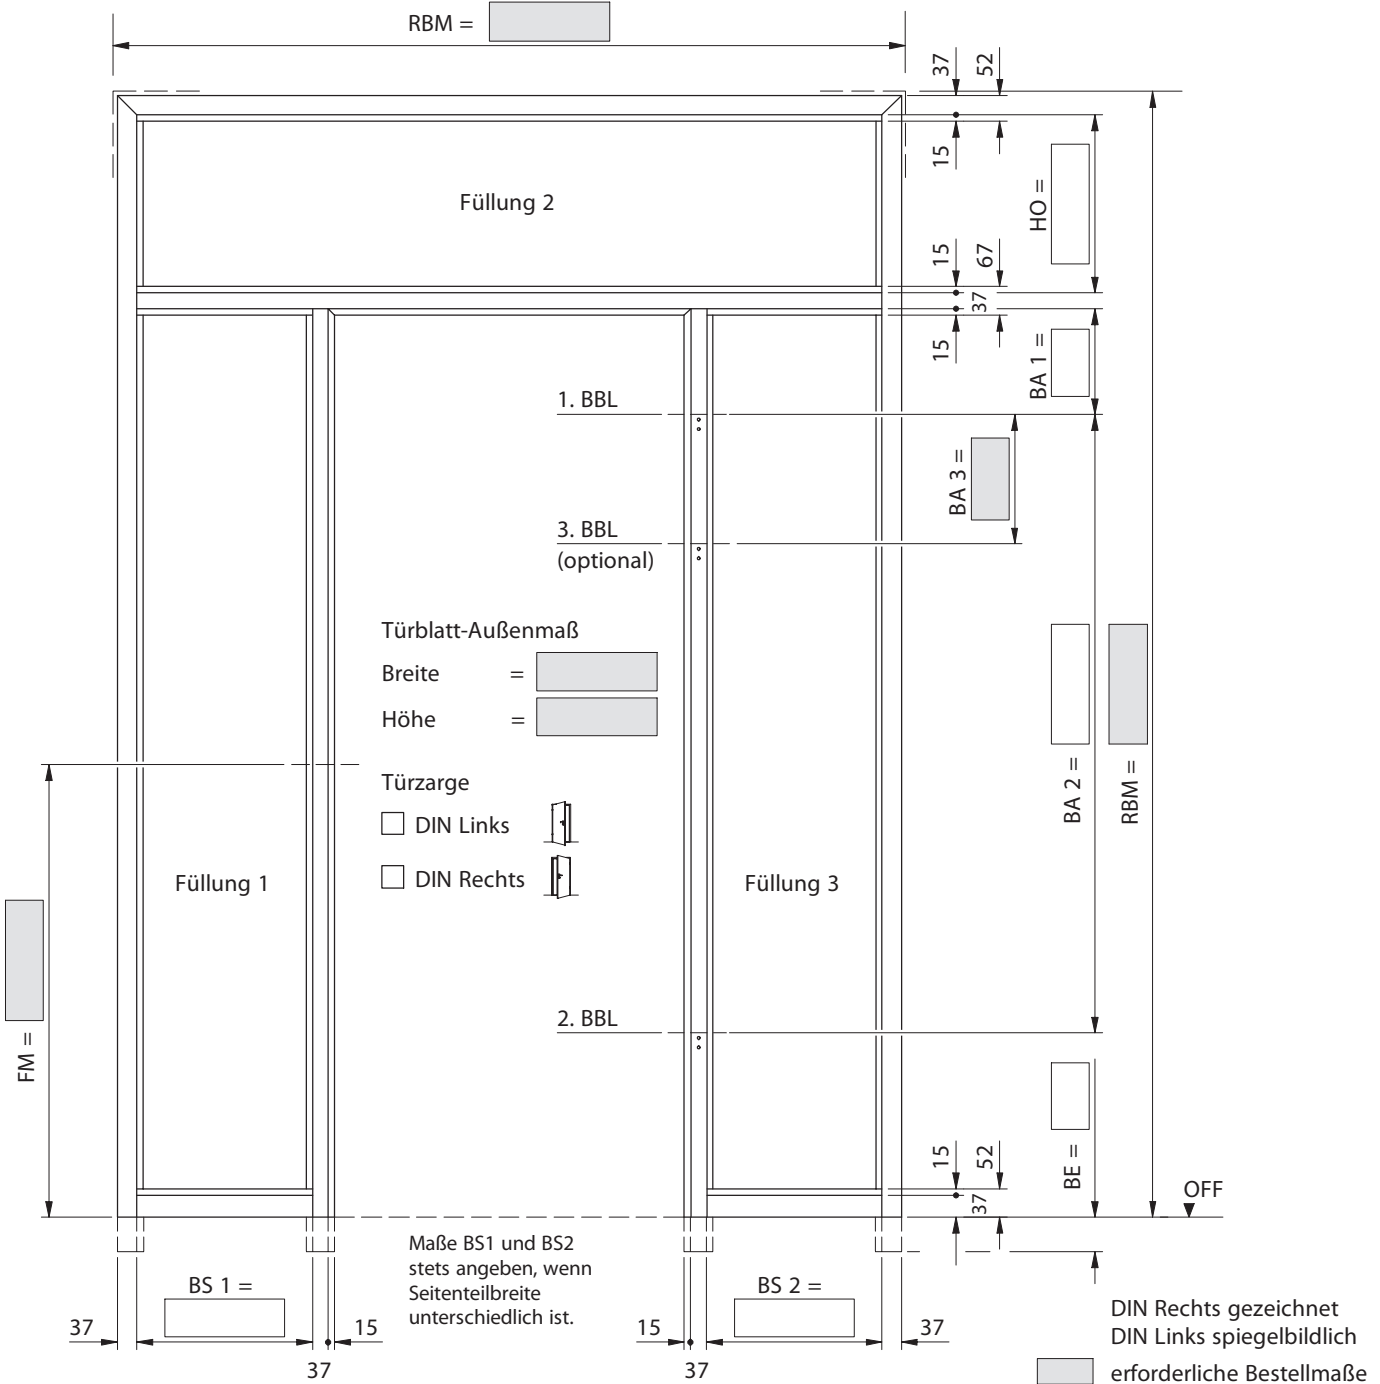 RBM =
37
52
15
HO =
Füllung 2
15
67
37
15
BA 1 =
1. BBL
BA 3 =
3. BBL
(optional)
Türblatt-Außenmaß
Breite =
Höhe =
BA 2 =
RBM =
Türzarge
DIN Links
DIN Rechts
Füllung 1
Füllung 3
FM =
2. BBL
15
52
37
BE =
OFF
Maße BS1 und BS2
stets angeben, wenn
Seitenteilbreite
unterschiedlich ist.
BS 1 =
BS 2 =
37
15
15
37
37
37
DIN Rechts gezeichnet
DIN Links spiegelbildlich
erforderliche Bestellmaße